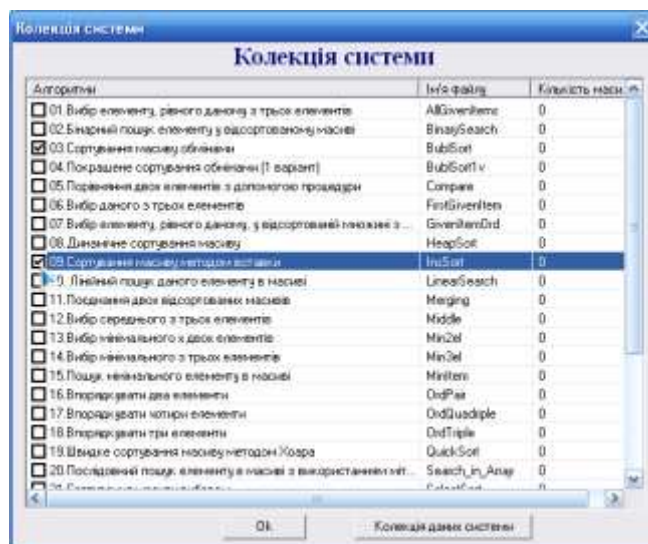 Колекція системи
Колекція системи
Алгоритми Ім'я файлу Кількість маси
01.Вибір елементу, рівного даному з трьох елементів AllGivenItems 0
02.Бінарний пошук елементу у відсортованому масиві BinarySearch 0
03.Сортування масиву обмінами BublSort 0
04.Покращене сортування обмінами (1 варіант) BublSort1v 0
05.Порівняння двох елементів з допомогою процедури Compare 0
06.Вибір даного з трьох елементів FirstGivenItem 0
07.Вибір елементу, рівного даному, у відсортованій множині з ... GivenItemOrd 0
08.Динамічне сортування масиву HeapSort 0
09.Сортування масиву методом вставки InsSort 0
Лінійний пошук даного елементу в масиві LinearSearch 0
11.Поєднання двох відсортованих масивів Merging 0
12.Вибір середнього з трьох елементів Middle 0
13.Вибір мінімального х двох елементів Min2el 0
14.Вибір мінімального з трьох елементів Min3el 0
15.Пошук мінімального елементу в масиві MinItem 0
16.Впорядкувати два елементи OrdPair 0
17.Впорядкувати чотири елементи OrdQuadriple 0
18.Впорядкувати три елементи OrdTriple 0
19.Швидке сортування масиву методом Хоара QuickSort 0
20.Послідовний пошук елементу в масиві з використанням міт... Search_in_Array 0
Ok Колекція даних системи